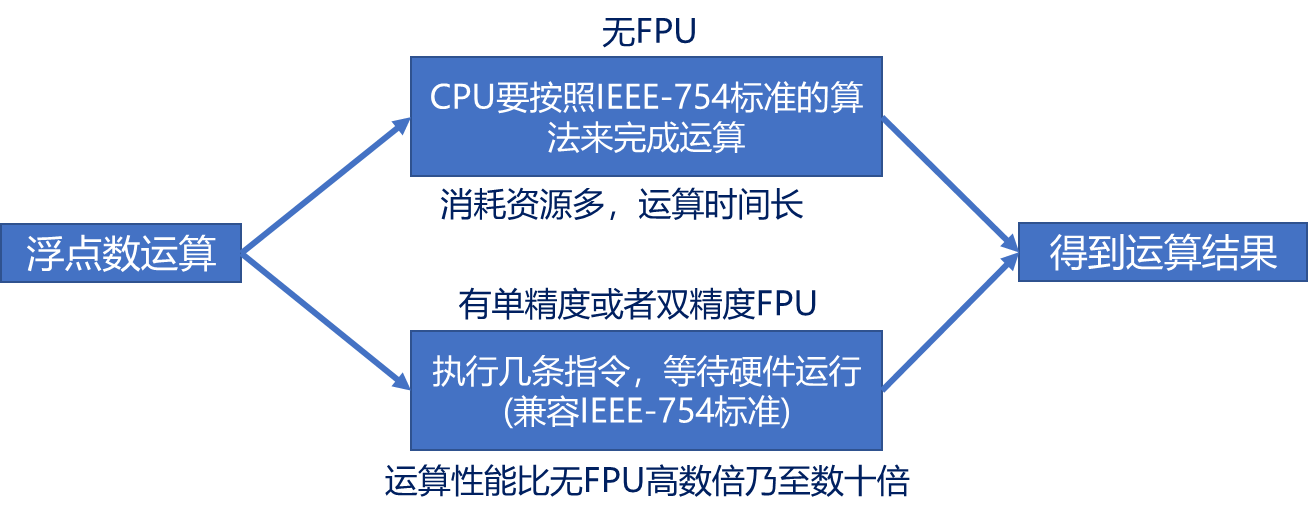 无FPU
CPU要按照IEEE-754标准的算
法来完成运算
消耗资源多，运算时间长
浮点数运算
得到运算结果
有单精度或者双精度FPU
执行几条指令，等待硬件运行
(兼容IEEE-754标准)
运算性能比无FPU高数倍乃至数十倍